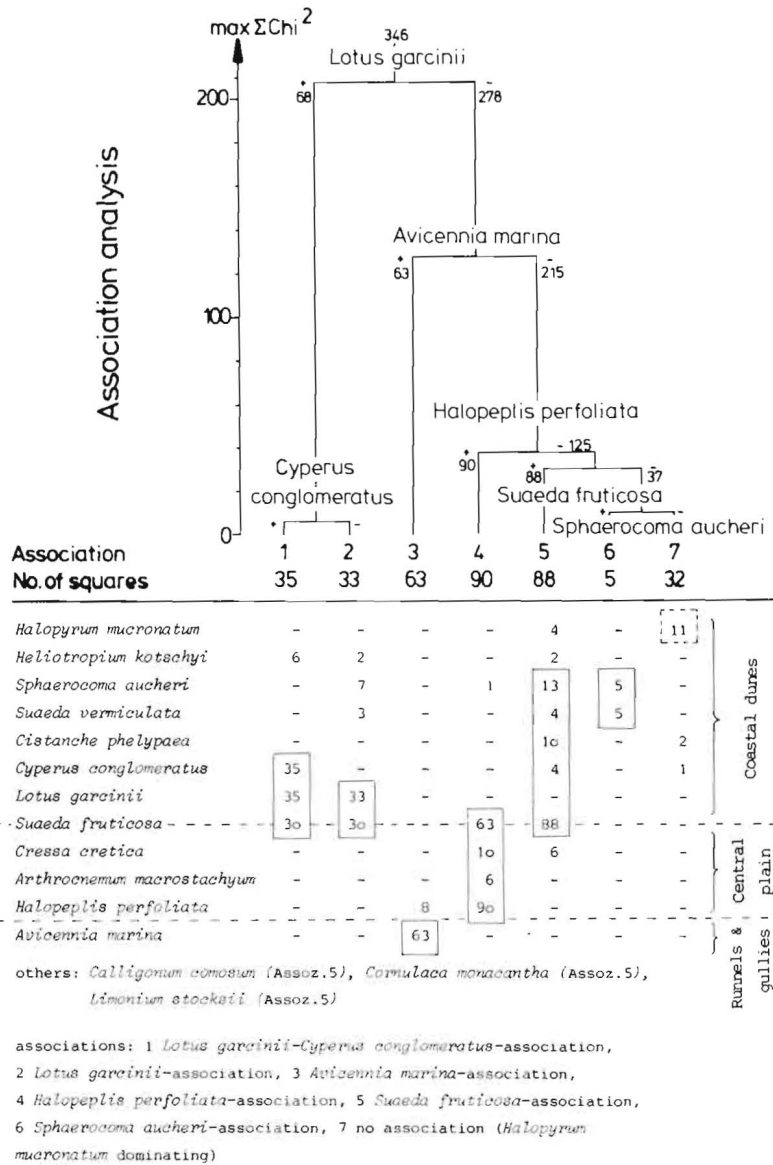 max ΣChi²
346
Lotus garcinii
200
+
68
-
278
Association analysis
Avicennia marina
+
63
-
215
100
Halopeplis perfoliata
+
90
- 125
+
88
-
37
Cyperus
conglomeratus
Suaeda fruticosa
+ - + -
Sphaerocoma aucheri
0
Association 1 2 3 4 5 6 7
No. of squares 35 33 63 90 88 5 32
Halopyrum mucronatum - - - - 4 - 11
Heliotropium kotschyi 6 2 - - 2 - -
Sphaerocoma aucheri - 7 - 1 13 5 -
Suaeda vermiculata - 3 - - 4 5 -
Cistanche phelypaea - - - - 1o - 2
Cyperus conglomeratus 35 - - - 4 - 1
Lotus garcinii 35 33 - - - - -
Suaeda fruticosa 3o 3o - 63 88 - -
Cressa cretica - - - 1o 6 - -
Arthrocnemum macrostachyum - - - 6 - - -
Halopeplis perfoliata - - 8 9o - - -
Avicennia marina - - 63 - - - -
Coastal dunes
Central
plain
Runnels &
gullies
others: Calligonum comosum (Assoz.5), Cornulaca monacantha (Assoz.5),
Limonium stocksii (Assoz.5)
associations: 1 Lotus garcinii-Cyperus conglomeratus-association,
2 Lotus garcinii-association, 3 Avicennia marina-association,
4 Halopeplis perfoliata-association, 5 Suaeda fruticosa-association,
6 Sphaerocoma aucheri-association, 7 no association (Halopyrum
mucronatum dominating)